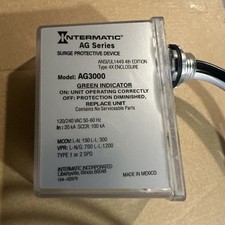 INTERMATIC
AG Series
SURGE PROTECTIVE DEVICE
ANSI/UL1449 4th EDITION
Type 4X ENCLOSURE
Model: AG3000
GREEN INDICATOR
ON: UNIT OPERATING CORRECTLY
OFF: PROTECTION DIMINISHED,
REPLACE UNIT
Contains No Serviceable Parts
120/240 VAC 50-60 Hz
In: 20 kA SCCR: 100 kA
MCOV: L-N 150 L-L 300
VPR: L-N/G 700 L-L 1200
TYPE 1 or 2 SPD
INTERMATIC INCORPORATED
Libertyville, Illinois 60048
MADE IN MEXICO